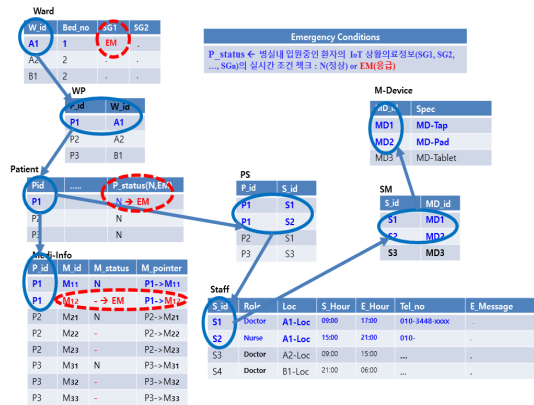 Ward
W_id Bed_no SG1 SG2
A1 1 EM .
A2 2 . .
B1 2 . .
Emergency Conditions
P_status ← 병실내 입원중인 환자의 IoT 상황의료정보(SG1, SG2,
..., SGn)의 실시간 조건 책크 : N(정상) or EM(응급)
WP
P_id W_id
P1 A1
P2 A2
P3 B1
M-Device
MD_id Spec
MD1 MD-Tap
MD2 MD-Pad
MD3 MD-Tablet
Patient
Pid ..... P_status(N,EM)
P1 N → EM
P2 N
P3 N
PS
P_id S_id
P1 S1
P1 S2
P2 S1
P3 S3
SM
S_id MD_id
S1 MD1
S2 MD2
S3 MD3
Medi-Info
P_id M_id M_status M_pointer
P1 M11 N P1->M11
P1 M12 - → EM P1->M12
P2 M21 N P2->M21
P2 M22 - P2->M22
P2 M23 - P2->M23
P3 M31 N P3->M31
P3 M32 - P3->M32
P3 M33 - P3->M33
Staff
S_id Role Loc S_Hour E_Hour Tel_no E_Message
S1 Doctor A1-Loc 09:00 17:00 010-3448-xxxx .
S2 Nurse A1-Loc 15:00 21:00 010- .
S3 Doctor A2-Loc 09:00 15:00 ...
S4 Doctor B1-Loc 21:00 06:00 ... .